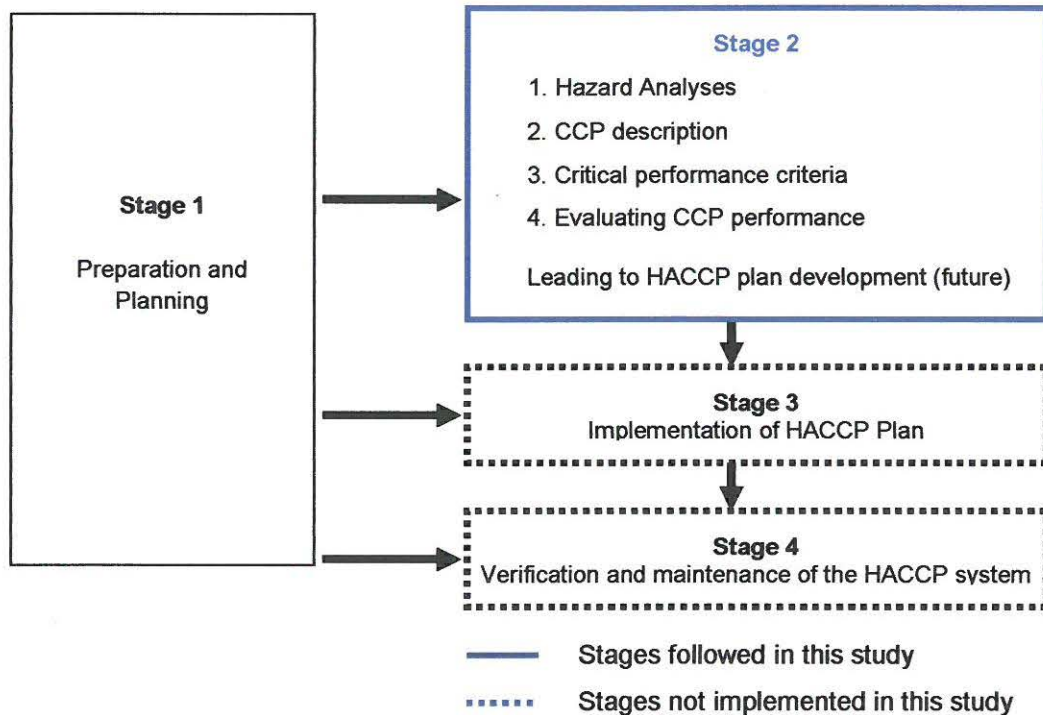 Stage 1
Preparation and
Planning
Stage 2
1. Hazard Analyses
2. CCP description
3. Critical performance criteria
4. Evaluating CCP performance
Leading to HACCP plan development (future)
Stage 3
Implementation of HACCP Plan
Stage 4
Verification and maintenance of the HACCP system
Stages followed in this study
Stages not implemented in this study